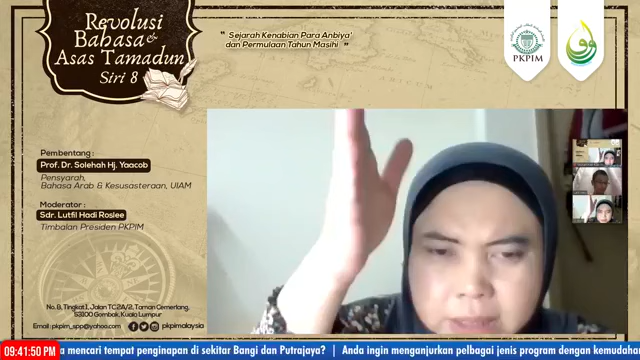 Revolusi
Bahasa &
Asas Tamadun
Siri 8
" Sejarah Kenabian Para Anbiya'
dan Permulaan Tahun Masihi "
PKPIM
Pembentang :
Prof. Dr. Solehah Hj. Yaacob
Pensyarah,
Bahasa Arab & Kesusasteraan, UIAM
Moderator :
Sdr. Lutfil Hadi Roslee
Timbalan Presiden PKPIM
No. 8, Tingkat 1, Jalan TC2A/2, Taman Cemerlang,
53100 Gombak, Kuala Lumpur
Email : pkpim_spp@yahoo.com pkpimalaysia
09:41:50 PM a mencari tempat penginapan di sekitar Bangi dan Putrajaya? | Anda ingin menganjurkan pelbagai jenis program dengan kemudat